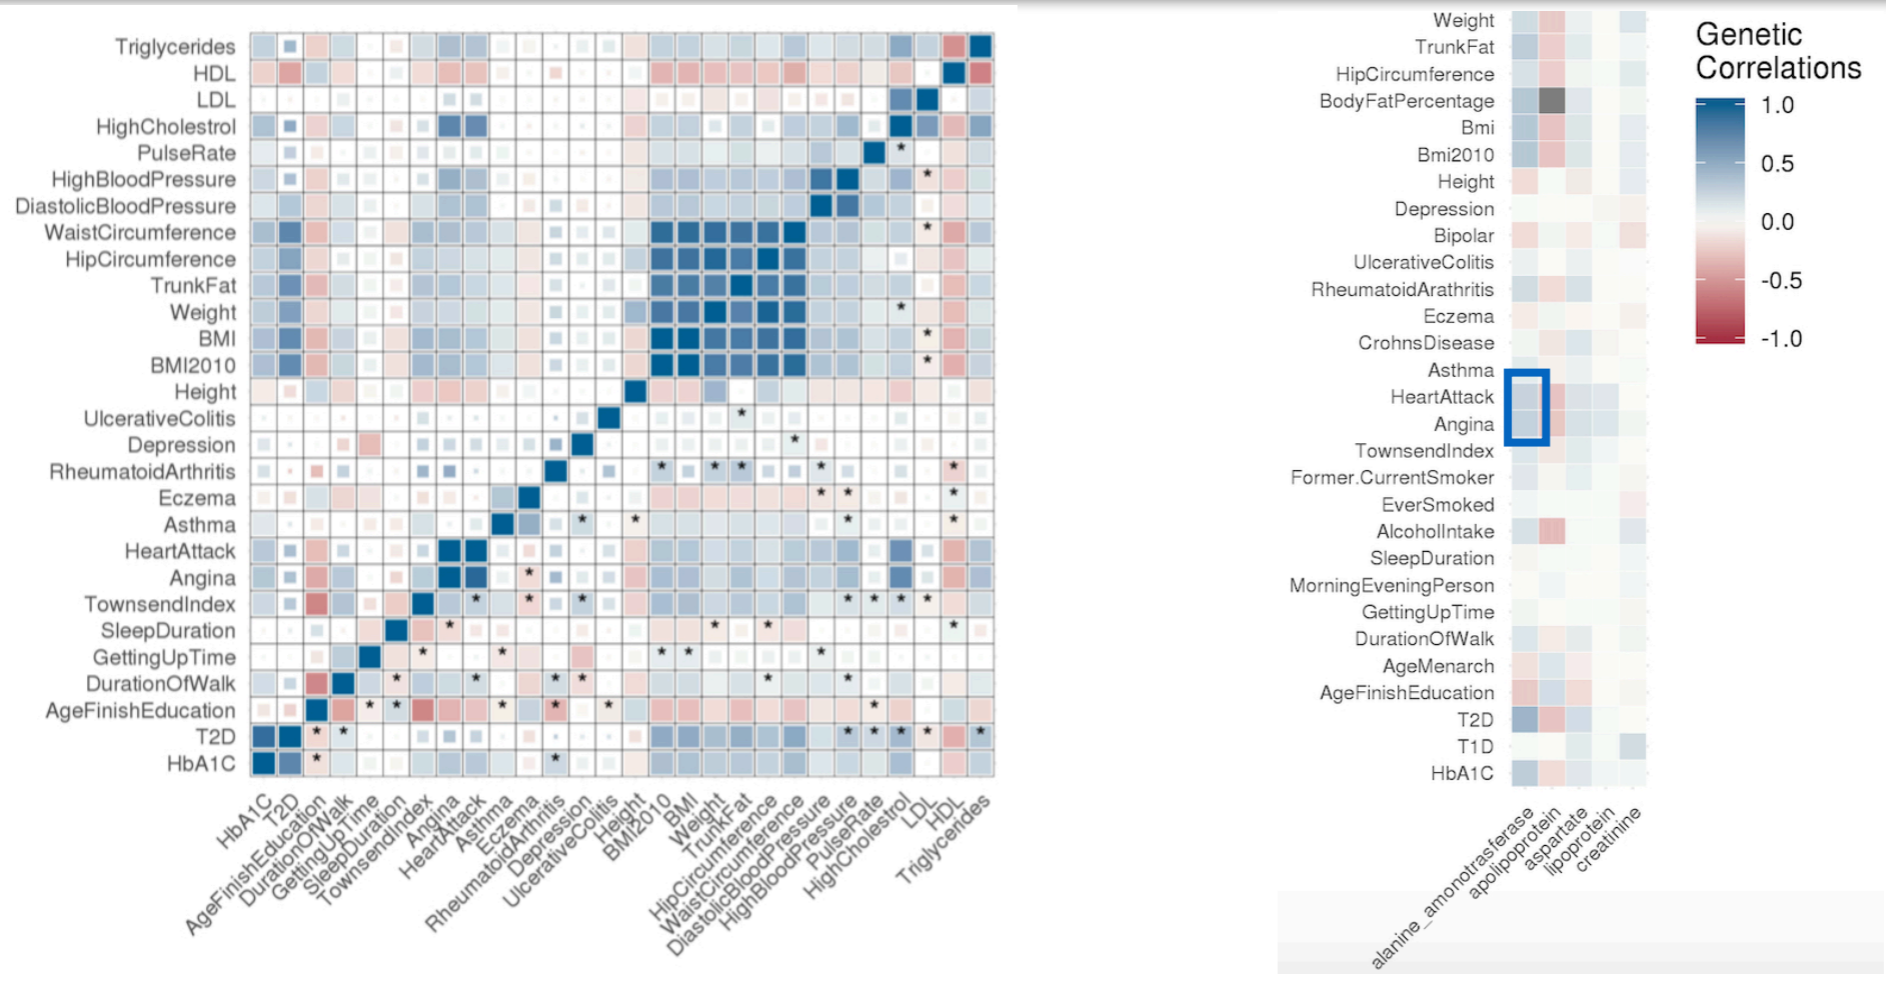 Triglycerides
HDL
LDL
HighCholestrol
PulseRate
HighBloodPressure
DiastolicBloodPressure
WaistCircumference
HipCircumference
TrunkFat
Weight
BMI
BMI2010
Height
UlcerativeColitis
Depression
RheumatoidArthritis
Eczema
Asthma
HeartAttack
Angina
TownsendIndex
SleepDuration
GettingUpTime
DurationOfWalk
AgeFinishEducation
T2D
HbA1C
HbA1C
T2D
AgeFinishEducation
DurationOfWalk
GettingUpTime
SleepDuration
TownsendIndex
Angina
HeartAttack
Asthma
Eczema
RheumatoidArthritis
Depression
UlcerativeColitis
Height
BMI2010
BMI
Weight
TrunkFat
HipCircumference
WaistCircumference
DiastolicBloodPressure
HighBloodPressure
PulseRate
HighCholestrol
LDL
HDL
Triglycerides
Weight
TrunkFat
HipCircumference
BodyFatPercentage
Bmi
Bmi2010
Height
Depression
Bipolar
UlcerativeColitis
RheumatoidArathritis
Eczema
CrohnsDisease
Asthma
HeartAttack
Angina
TownsendIndex
Former.CurrentSmoker
EverSmoked
AlcoholIntake
SleepDuration
MorningEveningPerson
GettingUpTime
DurationOfWalk
AgeMenarch
AgeFinishEducation
T2D
T1D
HbA1C
alanine_amonotrasferase
apolipoprotein
aspartate
lipoprotein
creatinine
Genetic
Correlations
1.0
0.5
0.0
-0.5
-1.0